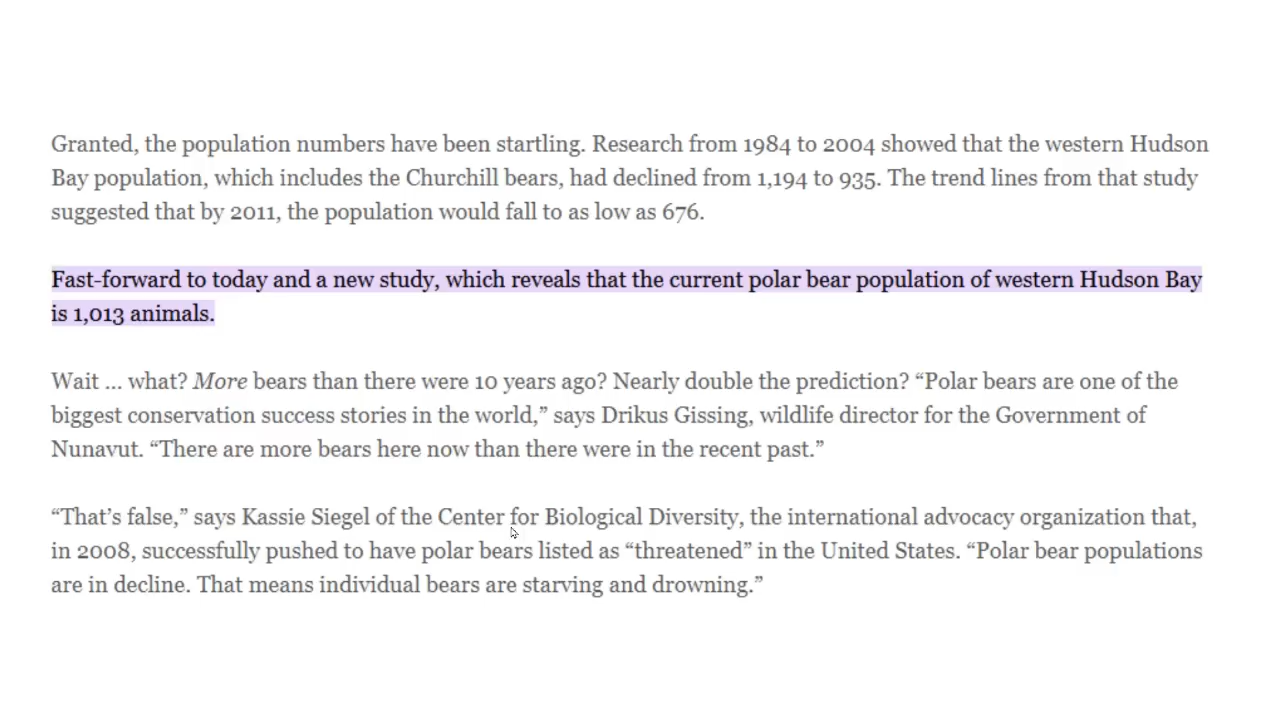 Granted, the population numbers have been startling. Research from 1984 to 2004 showed that the western Hudson
Bay population, which includes the Churchill bears, had declined from 1,194 to 935. The trend lines from that study
suggested that by 2011, the population would fall to as low as 676.
Fast-forward to today and a new study, which reveals that the current polar bear population of western Hudson Bay
is 1,013 animals.
Wait ... what? More bears than there were 10 years ago? Nearly double the prediction? “Polar bears are one of the
biggest conservation success stories in the world,” says Drikus Gissing, wildlife director for the Government of
Nunavut. “There are more bears here now than there were in the recent past.”
“That’s false,” says Kassie Siegel of the Center for Biological Diversity, the international advocacy organization that,
in 2008, successfully pushed to have polar bears listed as “threatened” in the United States. “Polar bear populations
are in decline. That means individual bears are starving and drowning.”